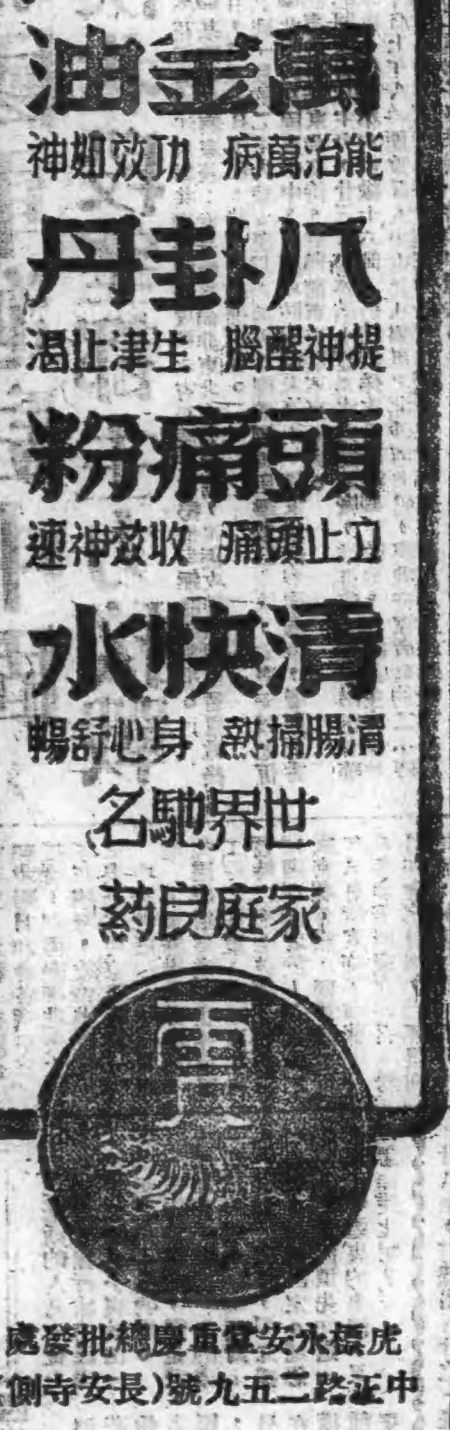 萬金油
能治萬病 功效如神
八卦丹
提神醒腦 生津止渴
頭痛粉
立止頭痛 收效神速
清快水
清腸掃熱 身心舒暢
世界馳名
家庭良药
虎標永安堂重慶總批發處
中正路二五九號(長安寺側)